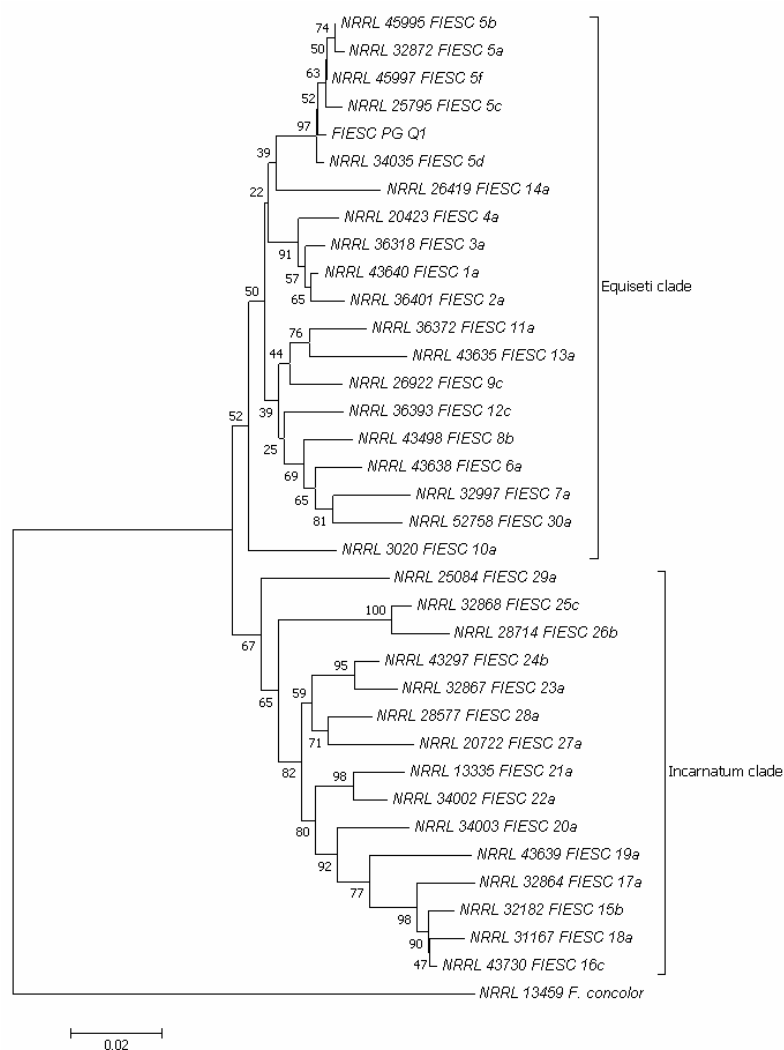 74
NRRL 45995 FIESC 5b
50
NRRL 32872 FIESC 5a
63
NRRL 45997 FIESC 5f
52
NRRL 25795 FIESC 5c
97
FIESC PG Q1
39
NRRL 34035 FIESC 5d
22
NRRL 26419 FIESC 14a
NRRL 20423 FIESC 4a
91
NRRL 36318 FIESC 3a
57
NRRL 43640 FIESC 1a
65
NRRL 36401 FIESC 2a
50
Equiseti clade
76
NRRL 36372 FIESC 11a
44
NRRL 43635 FIESC 13a
NRRL 26922 FIESC 9c
39
NRRL 36393 FIESC 12c
52
25
NRRL 43498 FIESC 8b
69
NRRL 43638 FIESC 6a
65
NRRL 32997 FIESC 7a
81
NRRL 52758 FIESC 30a
NRRL 3020 FIESC 10a
NRRL 25084 FIESC 29a
67
100
NRRL 32868 FIESC 25c
NRRL 28714 FIESC 26b
65
95
NRRL 43297 FIESC 24b
59
NRRL 32867 FIESC 23a
NRRL 28577 FIESC 28a
71
NRRL 20722 FIESC 27a
82
98
NRRL 13335 FIESC 21a
Incarnatum clade
NRRL 34002 FIESC 22a
80
NRRL 34003 FIESC 20a
92
NRRL 43639 FIESC 19a
77
NRRL 32864 FIESC 17a
98
NRRL 32182 FIESC 15b
90
NRRL 31167 FIESC 18a
47
NRRL 43730 FIESC 16c
NRRL 13459 F. concolor
0.02